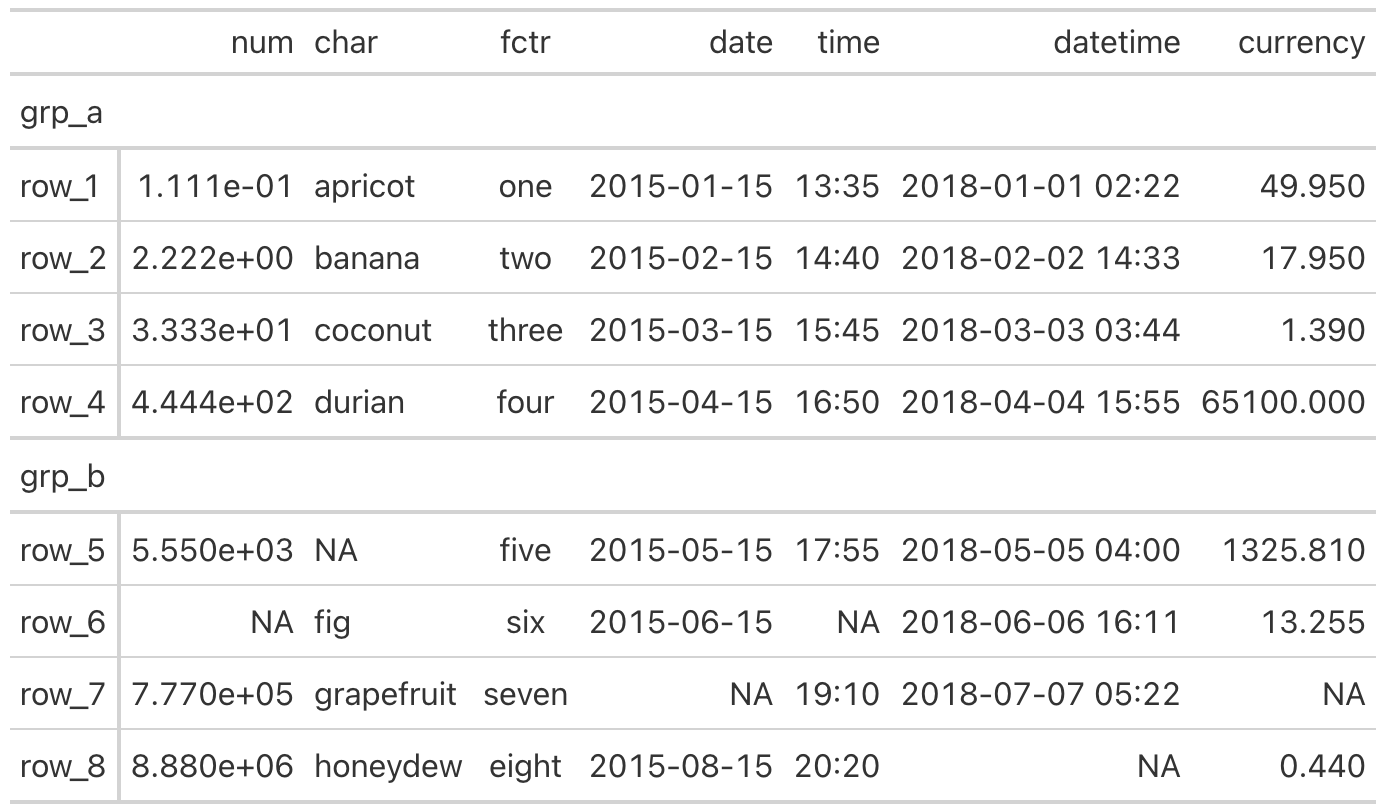 num char fctr date time datetime currency
grp_a
row_1 1.111e-01 apricot one 2015-01-15 13:35 2018-01-01 02:22 49.950
row_2 2.222e+00 banana two 2015-02-15 14:40 2018-02-02 14:33 17.950
row_3 3.333e+01 coconut three 2015-03-15 15:45 2018-03-03 03:44 1.390
row_4 4.444e+02 durian four 2015-04-15 16:50 2018-04-04 15:55 65100.000
grp_b
row_5 5.550e+03 NA five 2015-05-15 17:55 2018-05-05 04:00 1325.810
row_6 NA fig six 2015-06-15 NA 2018-06-06 16:11 13.255
row_7 7.770e+05 grapefruit seven NA 19:10 2018-07-07 05:22 NA
row_8 8.880e+06 honeydew eight 2015-08-15 20:20 NA 0.440